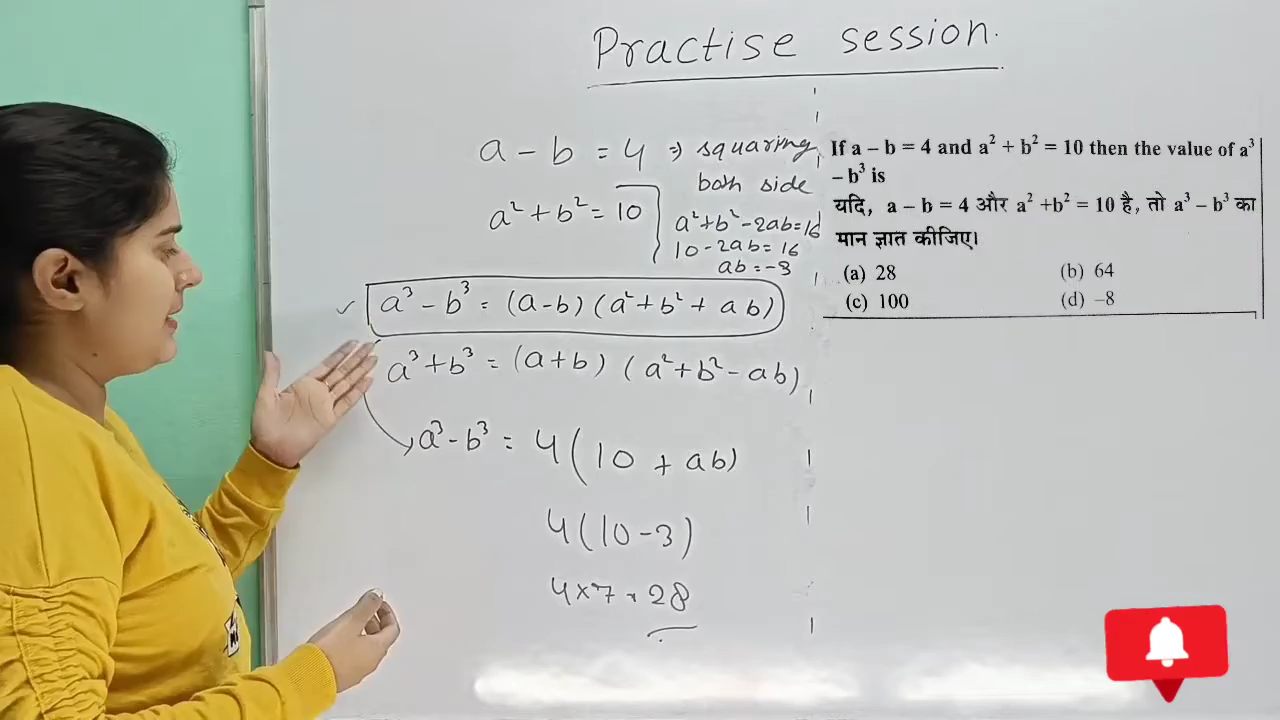 Practise session.
a - b = 4 ⇒ squaring
both side
a² + b² = 10
a² + b² - 2ab = 16
10 - 2ab = 16
ab = -3
✓ a³ - b³ = (a-b) (a² + b² + ab)
a³ + b³ = (a+b) (a² + b² - ab)
a³ - b³ = 4 (10 + ab)
4 (10 - 3)
4 × 7 = 28
If a – b = 4 and a² + b² = 10 then the value of a³
– b³ is
यदि, a – b = 4 और a² +b² = 10 है, तो a³ – b³ का
मान ज्ञात कीजिए।
(a) 28 (b) 64
(c) 100 (d) –8